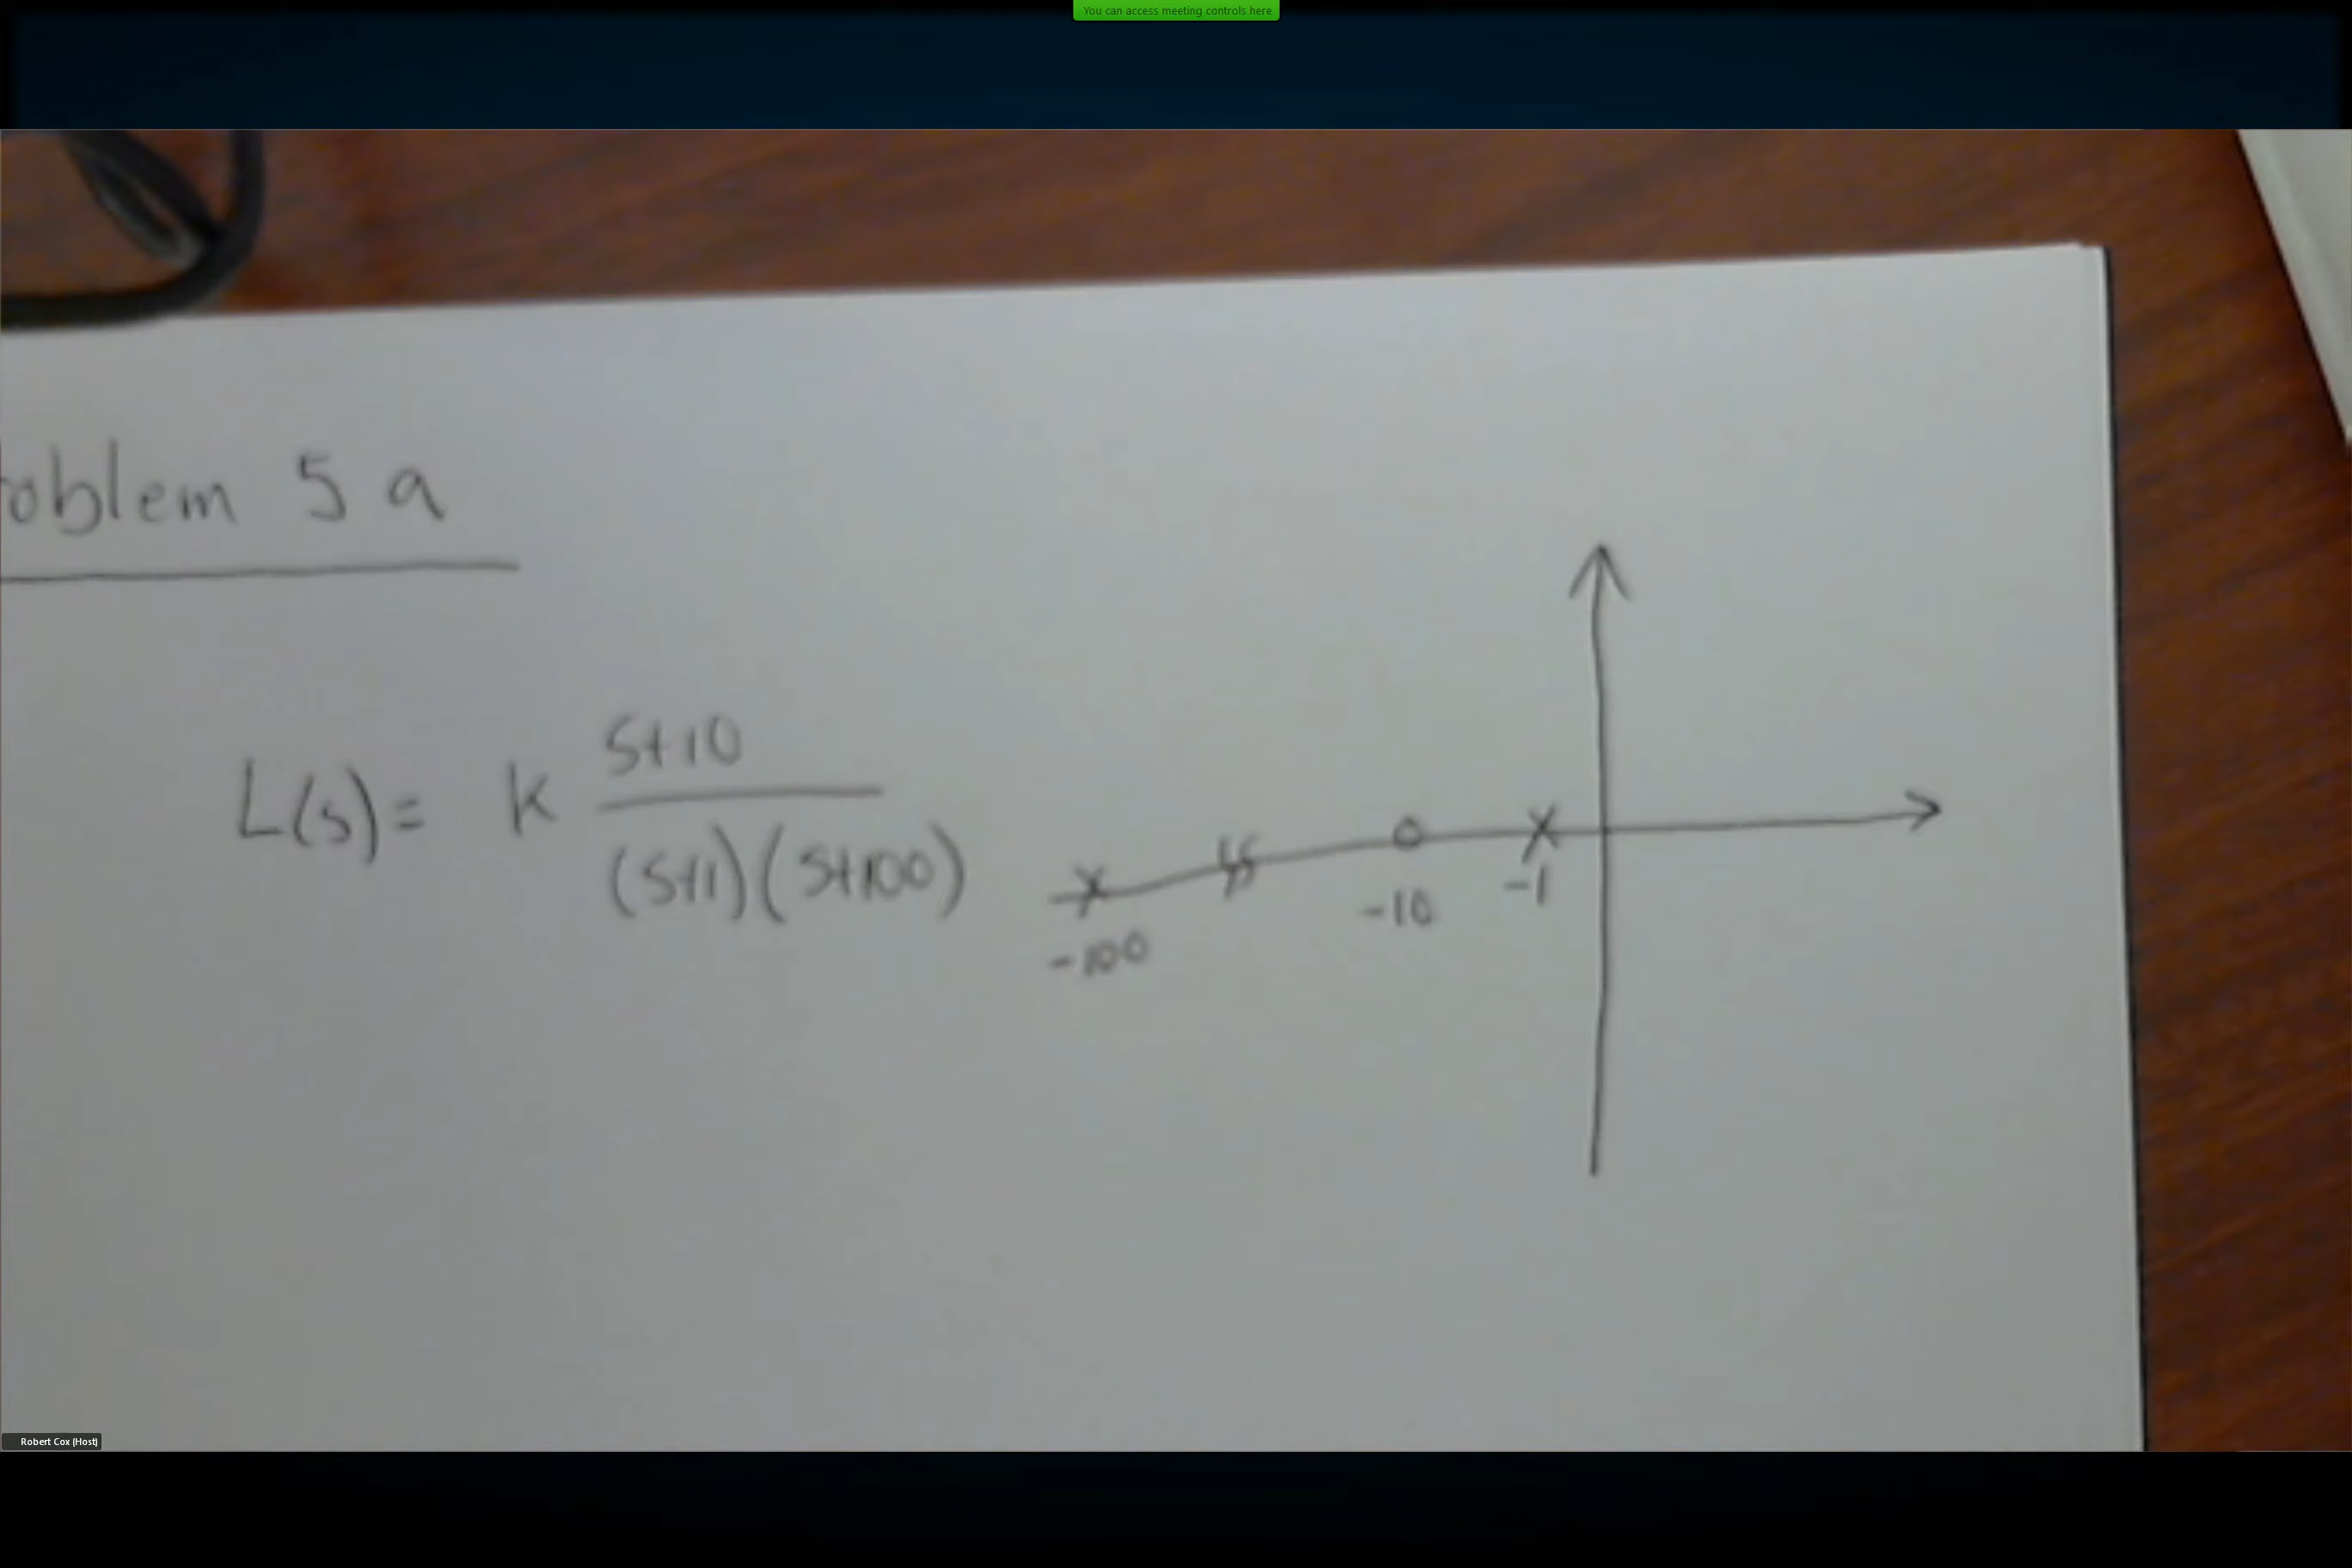 You can access meeting controls here
oblem 5 a
L(s) = k s+10 / (s+1)(s+100)
-100 -10 -1
Robert Cox (Host)